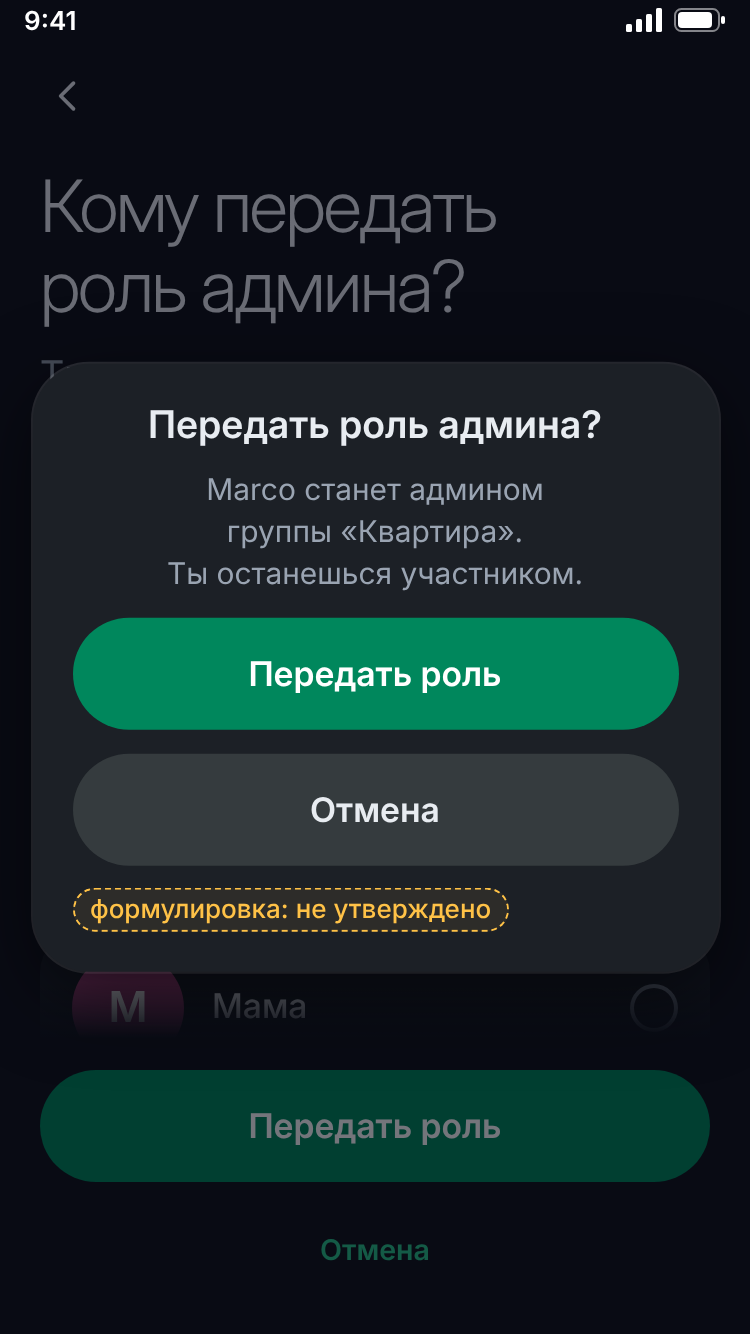 9:41
Кому передать
роль админа?
Передать роль админа?
Marco станет админом
группы «Квартира».
Ты останешься участником.
Передать роль
Отмена
формулировка: не утверждено
М
Мама
Передать роль
Отмена